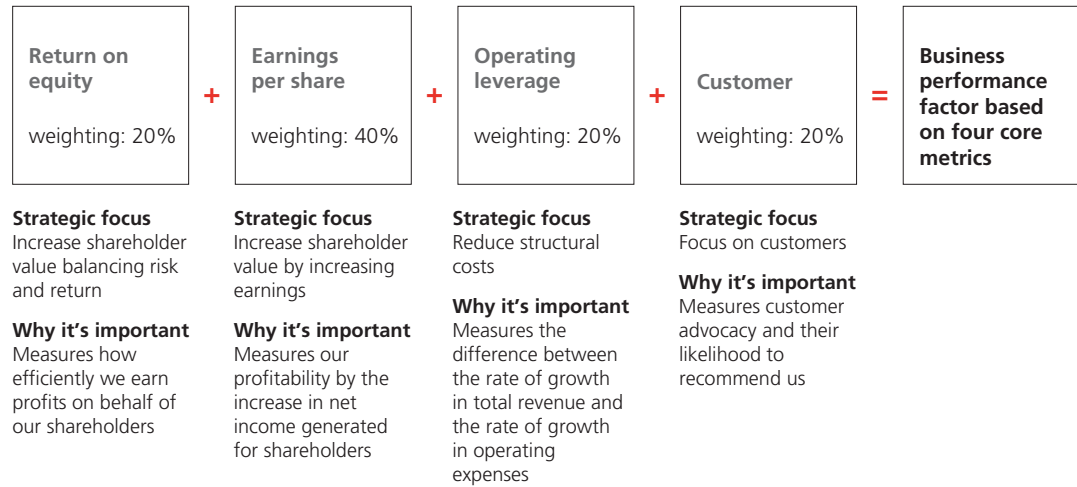 Return on
equity
weighting: 20%
+
Earnings
per share
weighting: 40%
+
Operating
leverage
weighting: 20%
+
Customer
weighting: 20%
=
Business
performance
factor based
on four core
metrics
Strategic focus
Increase shareholder
value balancing risk
and return
Why it’s important
Measures how
efficiently we earn
profits on behalf of
our shareholders
Strategic focus
Increase shareholder
value by increasing
earnings
Why it’s important
Measures our
profitability by the
increase in net
income generated
for shareholders
Strategic focus
Reduce structural
costs
Why it’s important
Measures the
difference between
the rate of growth
in total revenue and
the rate of growth
in operating
expenses
Strategic focus
Focus on customers
Why it’s important
Measures customer
advocacy and their
likelihood to
recommend us